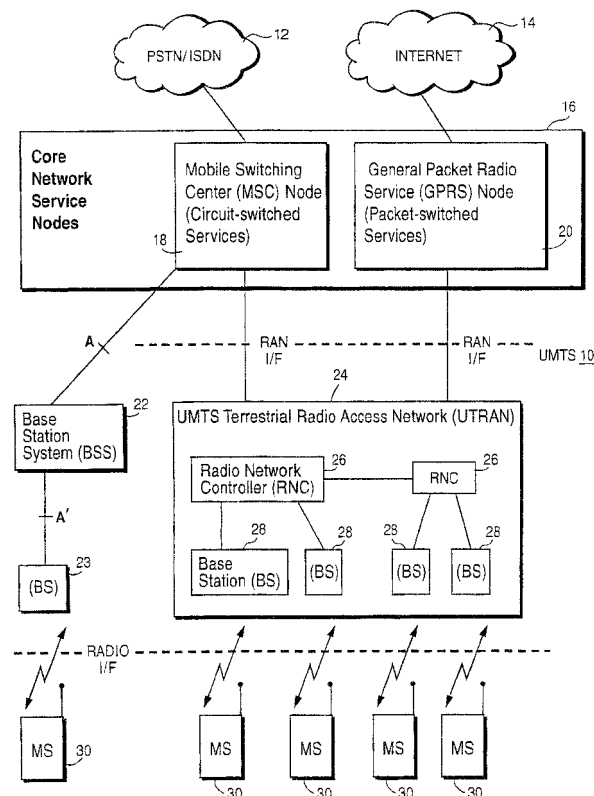 12
PSTN/ISDN
14
INTERNET
16
Core
Network
Service
Nodes
Mobile Switching
Center (MSC) Node
(Circuit-switched
Services)
18
General Packet Radio
Service (GPRS) Node
(Packet-switched
Services)
20
A
RAN
I/F
RAN
I/F
UMTS 10
22
Base
Station
System (BSS)
24
UMTS Terrestrial Radio Access Network (UTRAN)
Radio Network
Controller (RNC)
26
RNC
26
A'
28
Base
Station (BS)
28
(BS)
28
(BS)
28
(BS)
23
(BS)
RADIO
I/F
MS
30
MS
30
MS
30
MS
30
MS
30